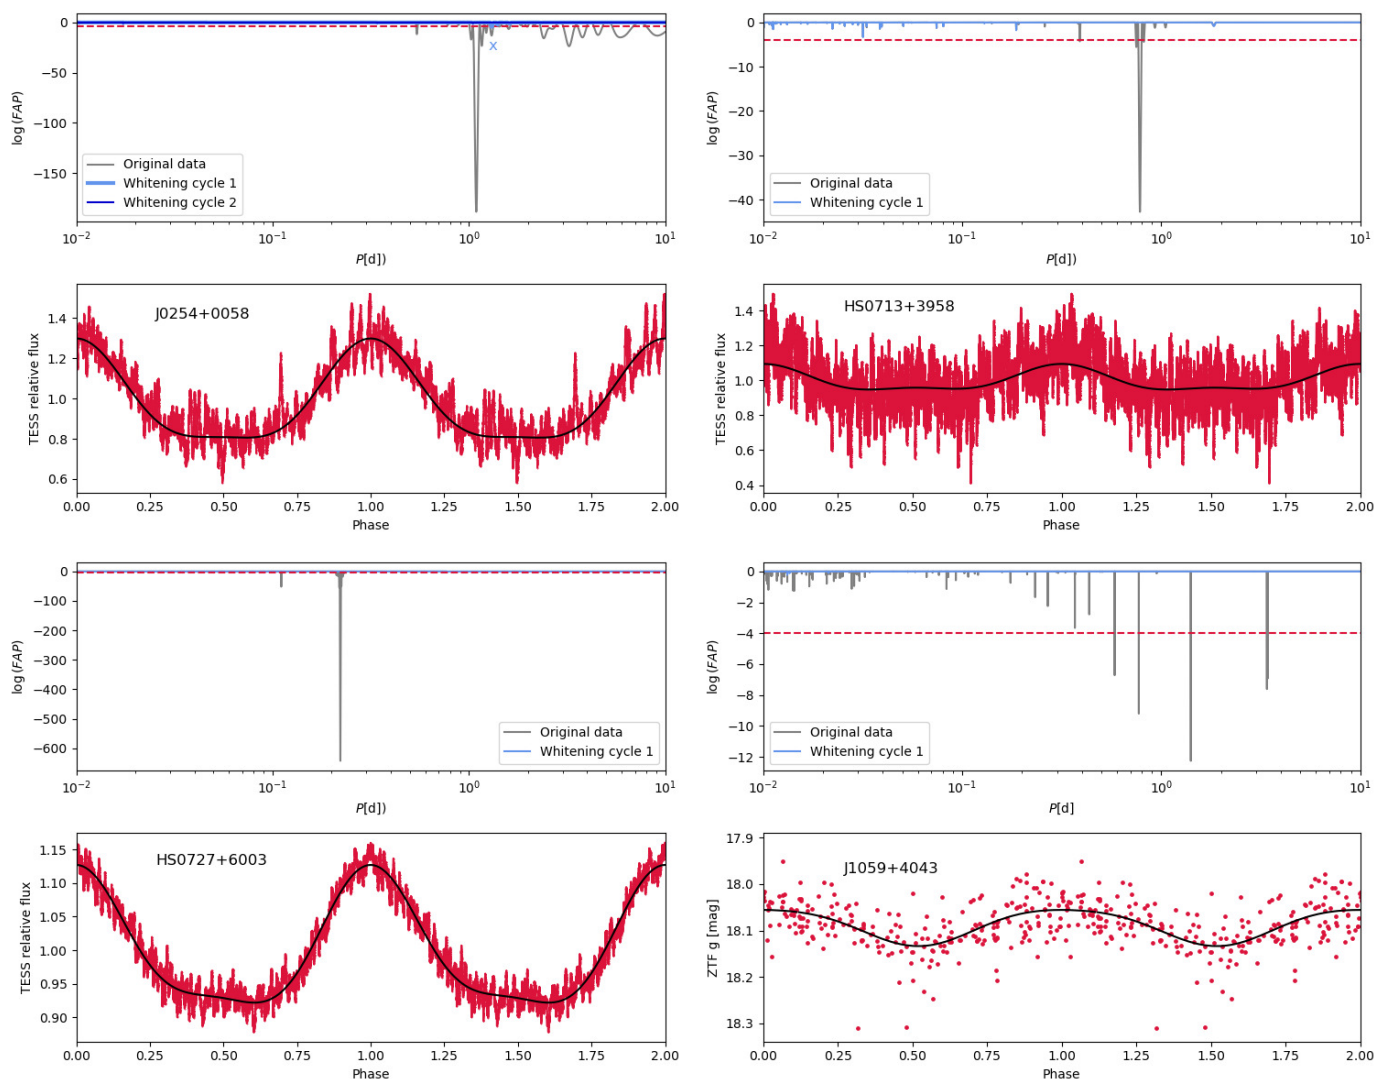 0
−50
−100
−150
log (FAP)
Original data
Whitening cycle 1
Whitening cycle 2
x
10⁻² 10⁻¹ 10⁰ 10¹
P[d])
0
−10
−20
−30
−40
log (FAP)
Original data
Whitening cycle 1
10⁻² 10⁻¹ 10⁰ 10¹
P[d])
1.4
1.2
1.0
0.8
0.6
TESS relative flux
J0254+0058
0.00 0.25 0.50 0.75 1.00 1.25 1.50 1.75 2.00
Phase
1.4
1.2
1.0
0.8
0.6
0.4
TESS relative flux
HS0713+3958
0.00 0.25 0.50 0.75 1.00 1.25 1.50 1.75 2.00
Phase
0
−100
−200
−300
−400
−500
−600
log (FAP)
Original data
Whitening cycle 1
10⁻² 10⁻¹ 10⁰ 10¹
P[d])
0
−2
−4
−6
−8
−10
−12
log (FAP)
Original data
Whitening cycle 1
10⁻² 10⁻¹ 10⁰ 10¹
P[d]
1.15
1.10
1.05
1.00
0.95
0.90
TESS relative flux
HS0727+6003
0.00 0.25 0.50 0.75 1.00 1.25 1.50 1.75 2.00
Phase
17.9
18.0
18.1
18.2
18.3
ZTF g [mag]
J1059+4043
0.00 0.25 0.50 0.75 1.00 1.25 1.50 1.75 2.00
Phase